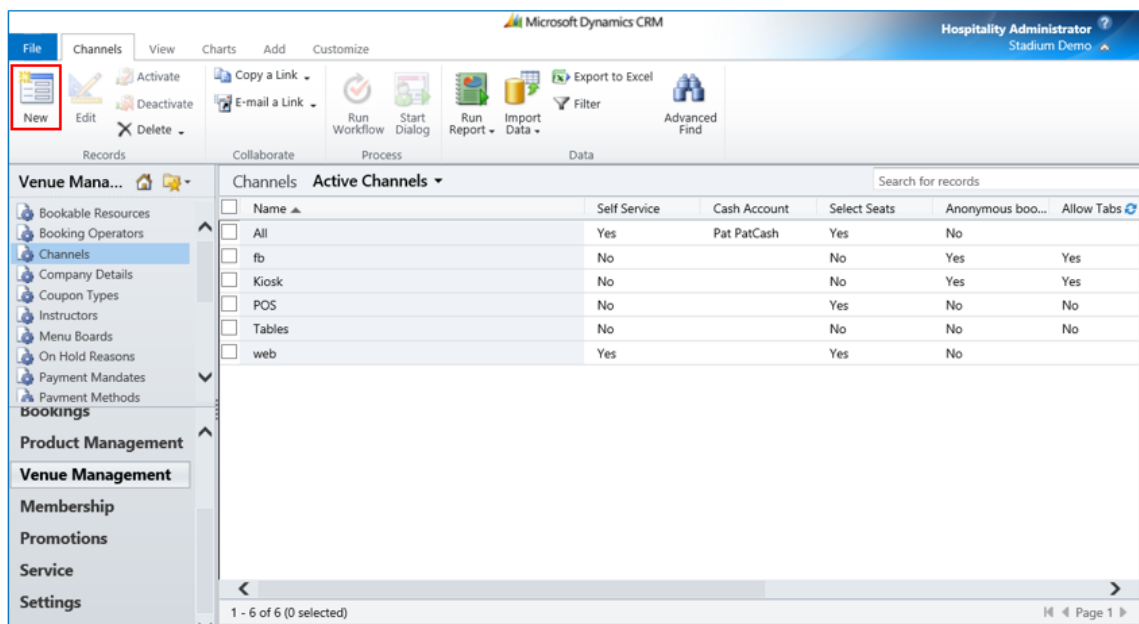 Microsoft Dynamics CRM
Hospitality Administrator
Stadium Demo
File Channels View Charts Add Customize
New
Edit
Activate
Deactivate
Delete
Copy a Link
E-mail a Link
Run Workflow
Start Dialog
Run Report
Import Data
Export to Excel
Filter
Advanced Find
Records Collaborate Process Data
Venue Mana...
Bookable Resources
Booking Operators
Channels
Company Details
Coupon Types
Instructors
Menu Boards
On Hold Reasons
Payment Mandates
Payment Methods
Bookings
Product Management
Venue Management
Membership
Promotions
Service
Settings
Channels Active Channels
Search for records
Name Self Service Cash Account Select Seats Anonymous boo... Allow Tabs
All Yes Pat PatCash Yes No
fb No No Yes Yes
Kiosk No No Yes Yes
POS No Yes No No
Tables No No No No
web Yes Yes No
1 - 6 of 6 (0 selected)
Page 1